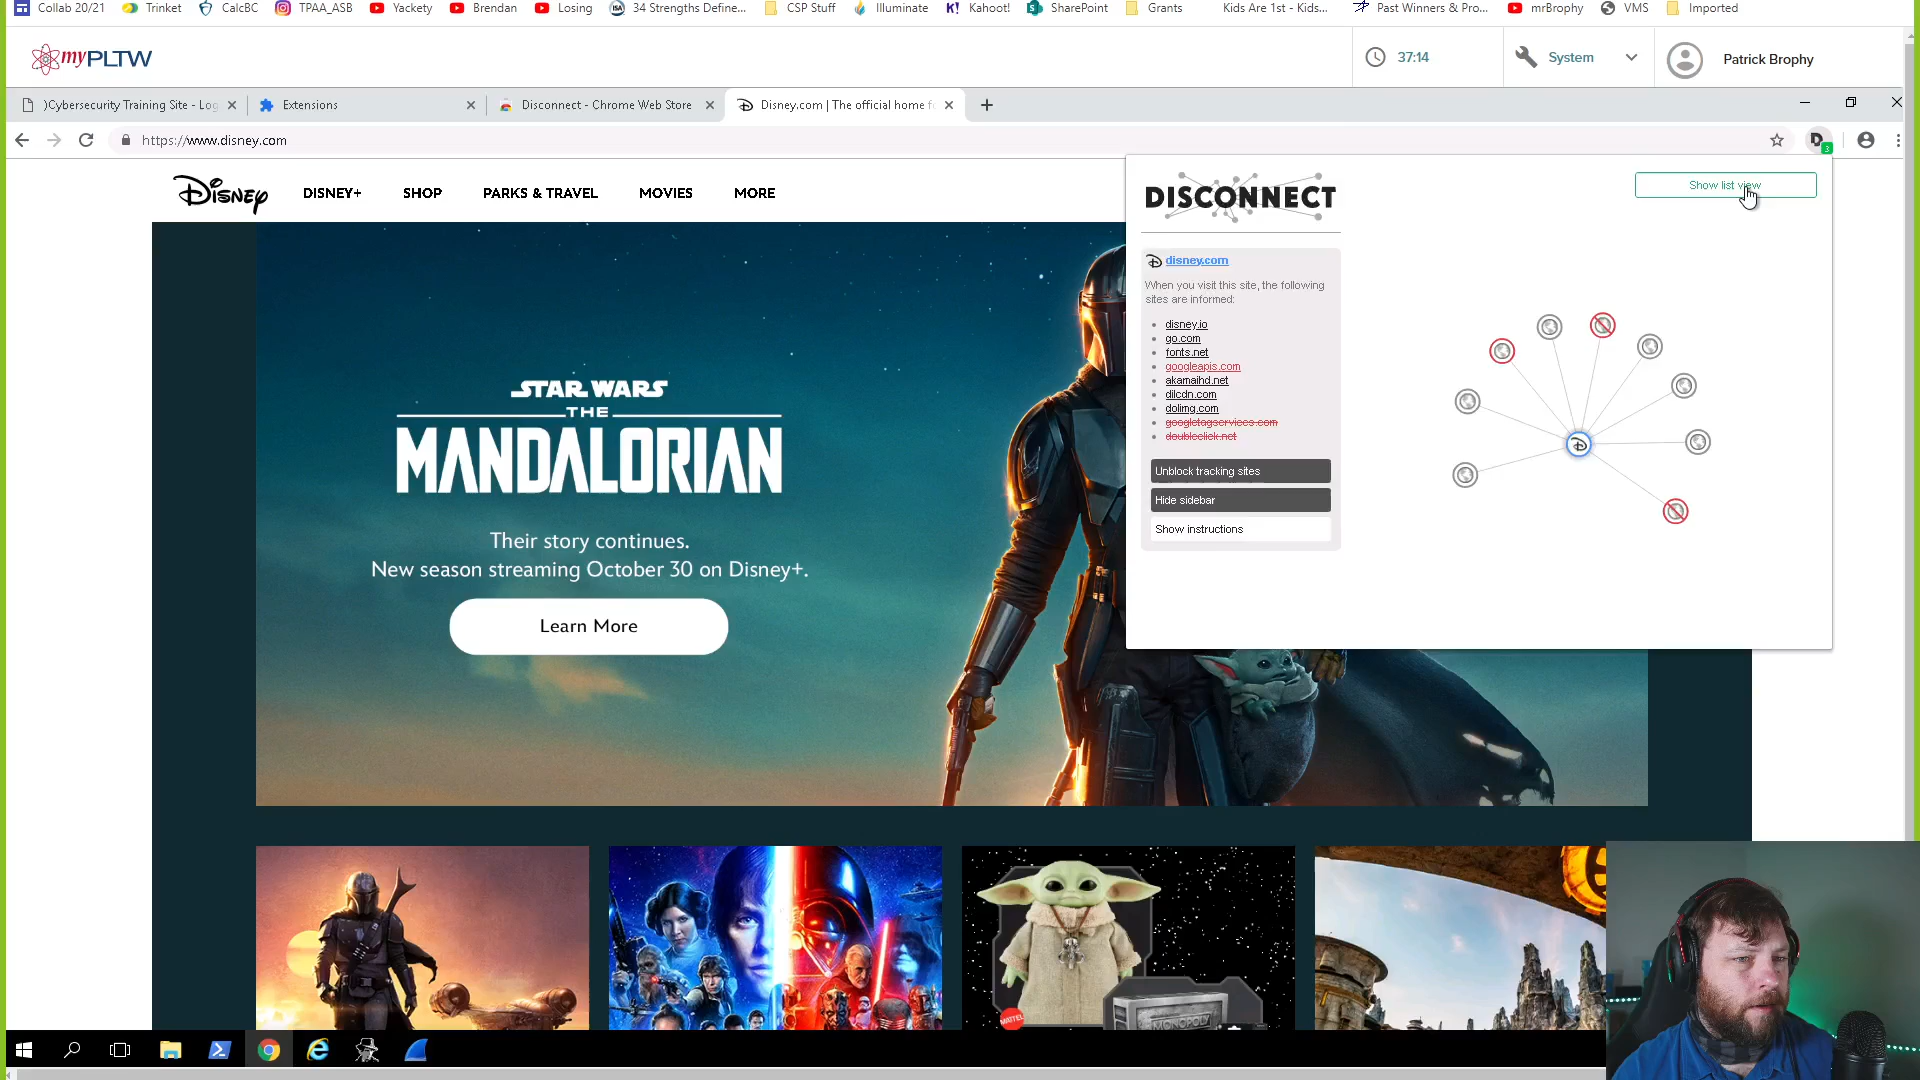 Collab 20/21 Trinket CalcBC TPAA_ASB Yackety Brendan Losing 34 Strengths Define... CSP Stuff Illuminate Kahoot! SharePoint Grants Kids Are 1st - Kids... Past Winners & Pro... mrBrophy VMS Imported
myPLTW 37:14 System Patrick Brophy
)Cybersecurity Training Site - Log Extensions Disconnect - Chrome Web Store Disney.com | The official home f
https://www.disney.com 3
Disney DISNEY+ SHOP PARKS & TRAVEL MOVIES MORE
DISCONNECT
Show list view
disney.com
When you visit this site, the following
sites are informed:
disney.io
go.com
fonts.net
googleapis.com
akamaihd.net
dilcdn.com
dolimg.com
googletagservices.com
doubleclick.net
Unblock tracking sites
Hide sidebar
Show instructions
STAR WARS
THE
MANDALORIAN
Their story continues.
New season streaming October 30 on Disney+.
Learn More
MATTEL
MONOPOLY